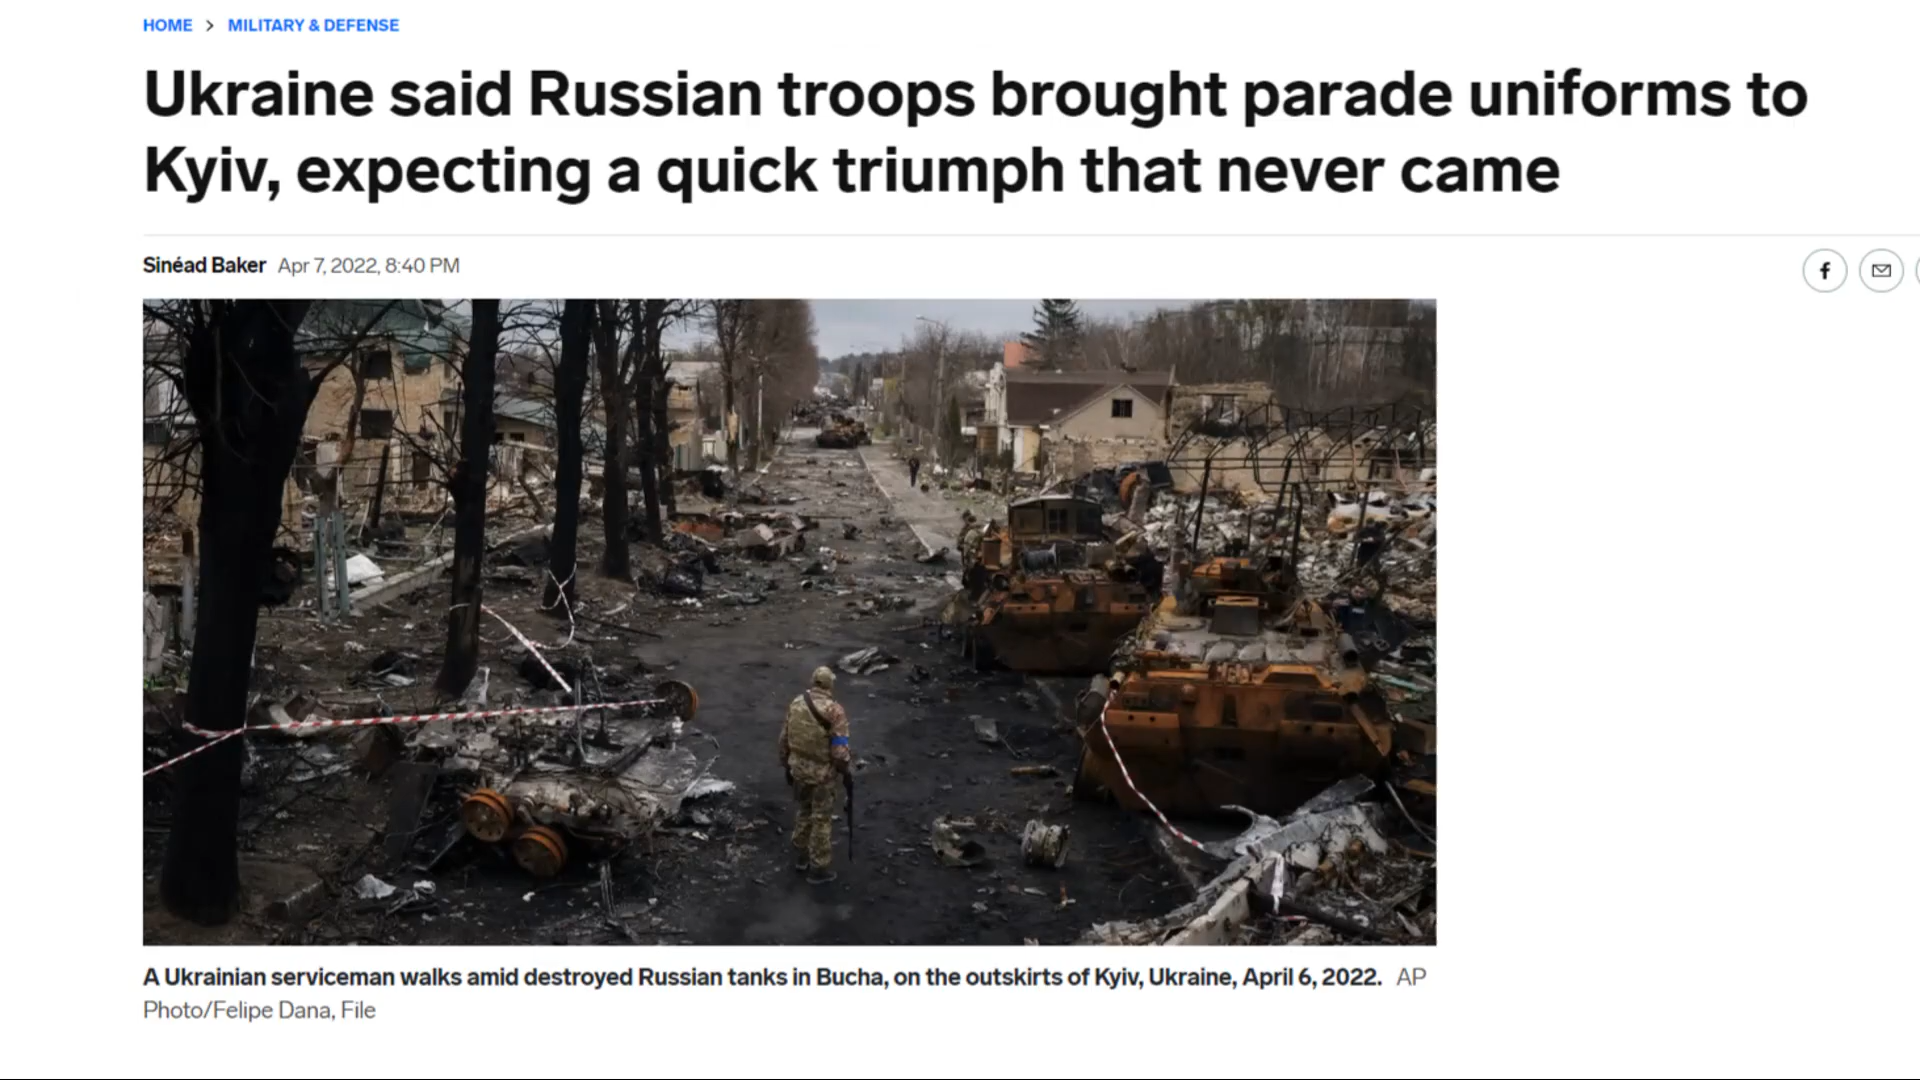 HOME > MILITARY & DEFENSE
Ukraine said Russian troops brought parade uniforms to
Kyiv, expecting a quick triumph that never came
Sinéad Baker Apr 7, 2022, 8:40 PM
A Ukrainian serviceman walks amid destroyed Russian tanks in Bucha, on the outskirts of Kyiv, Ukraine, April 6, 2022. AP
Photo/Felipe Dana, File